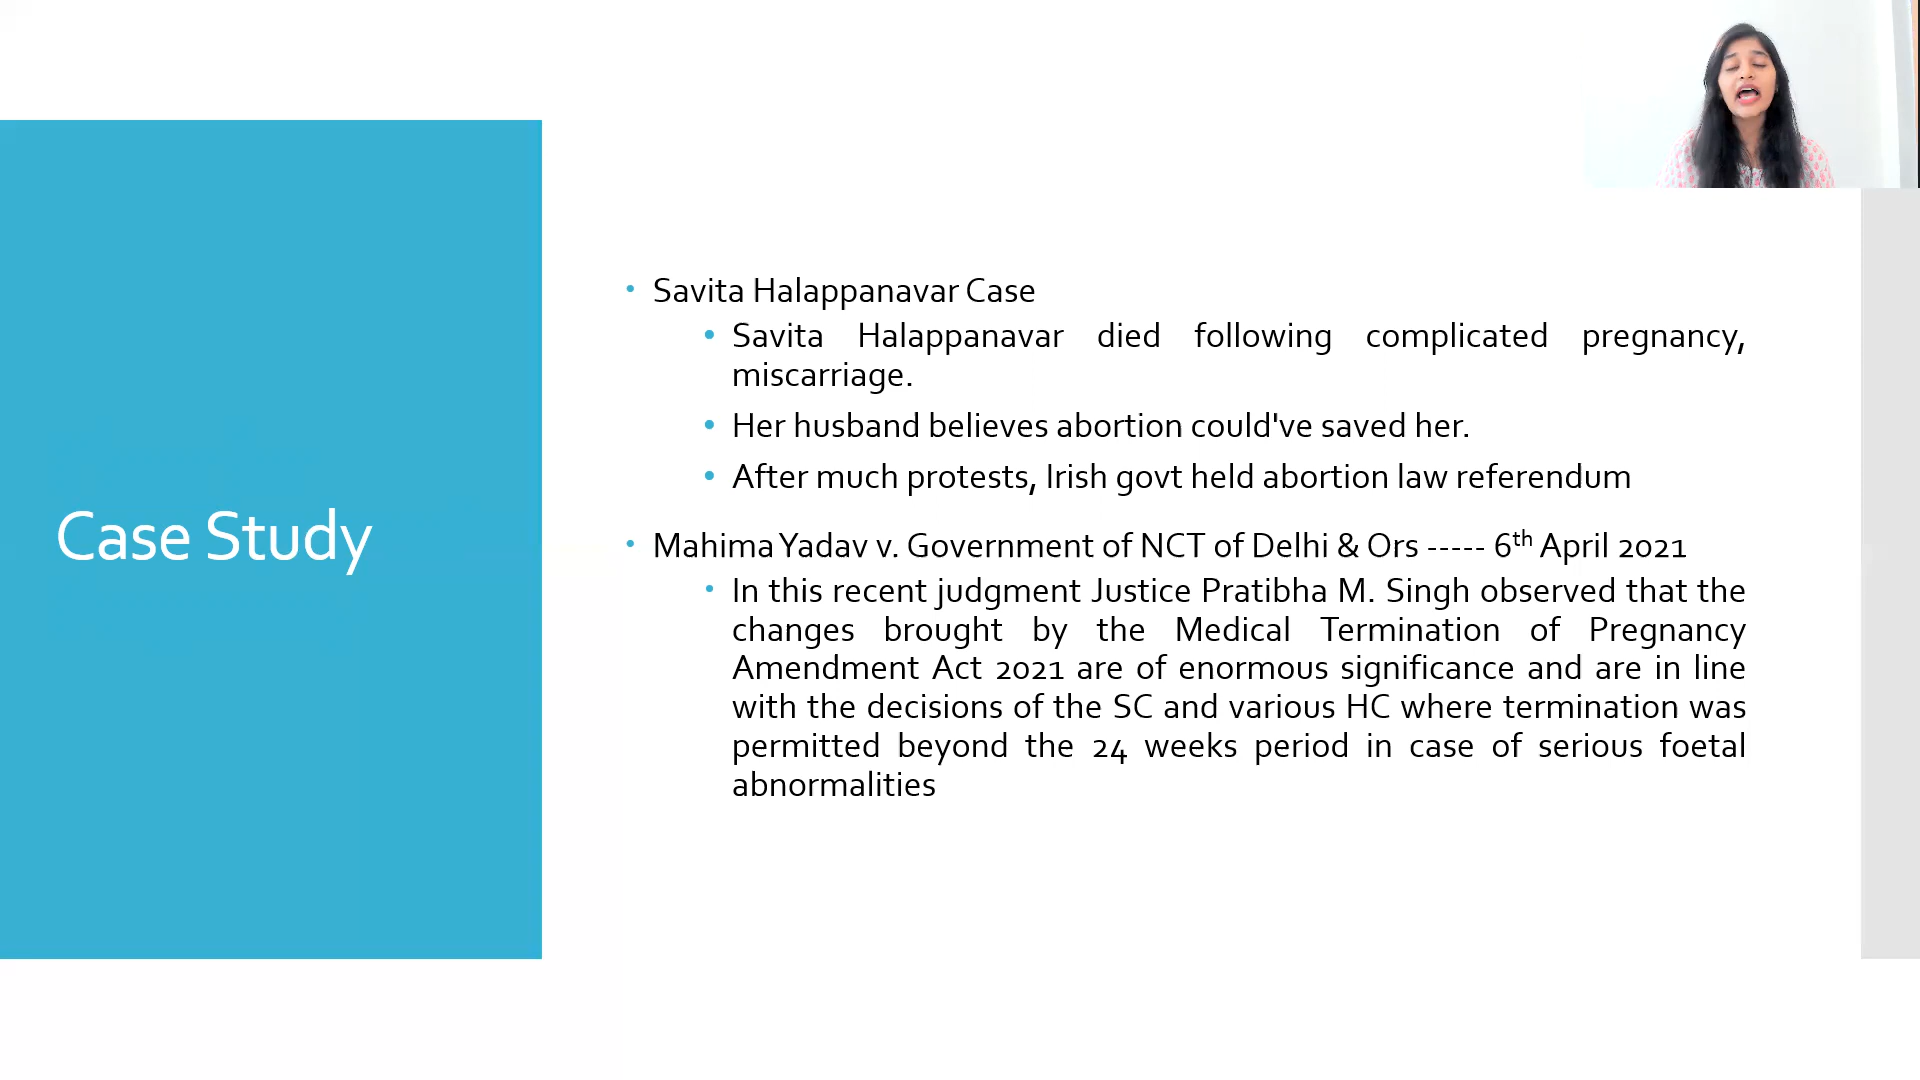 Case Study
Savita Halappanavar Case
Savita Halappanavar died following complicated pregnancy,
miscarriage.
Her husband believes abortion could've saved her.
After much protests, Irish govt held abortion law referendum
Mahima Yadav v. Government of NCT of Delhi & Ors ----- 6th April 2021
In this recent judgment Justice Pratibha M. Singh observed that the
changes brought by the Medical Termination of Pregnancy
Amendment Act 2021 are of enormous significance and are in line
with the decisions of the SC and various HC where termination was
permitted beyond the 24 weeks period in case of serious foetal
abnormalities